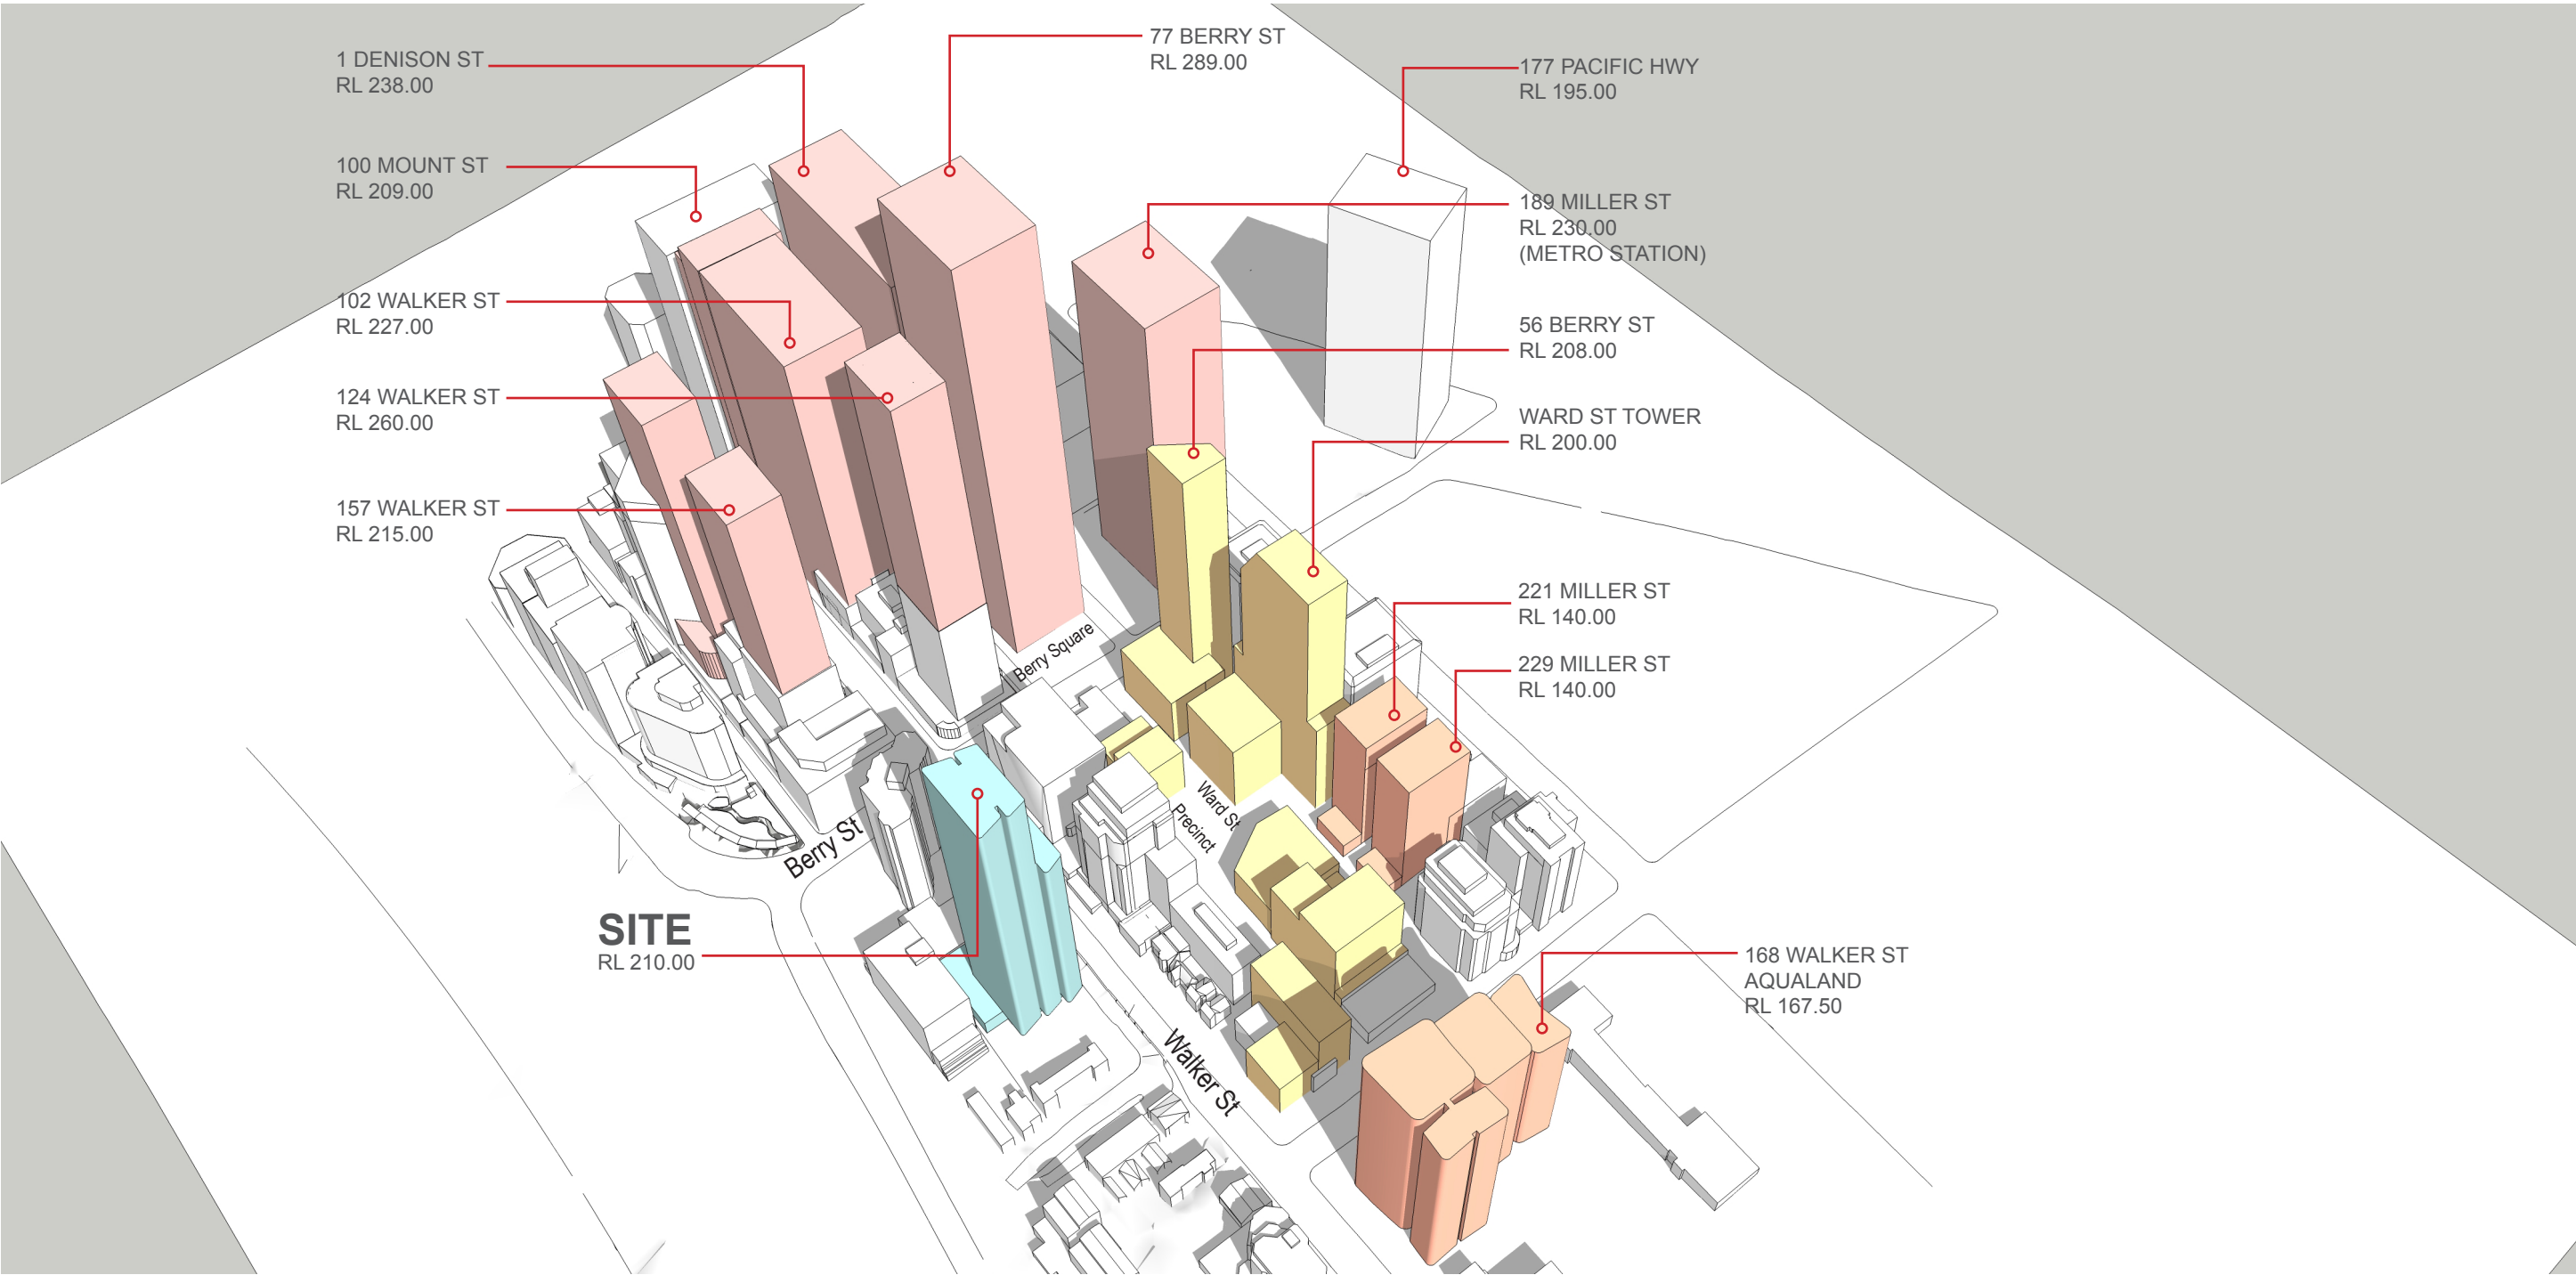 1 DENISON ST
RL 238.00
77 BERRY ST
RL 289.00
177 PACIFIC HWY
RL 195.00
100 MOUNT ST
RL 209.00
189 MILLER ST
RL 230.00
(METRO STATION)
102 WALKER ST
RL 227.00
56 BERRY ST
RL 208.00
124 WALKER ST
RL 260.00
WARD ST TOWER
RL 200.00
157 WALKER ST
RL 215.00
221 MILLER ST
RL 140.00
229 MILLER ST
RL 140.00
Berry Square
Ward St
Precinct
Berry St
SITE
RL 210.00
168 WALKER ST
AQUALAND
RL 167.50
Walker St